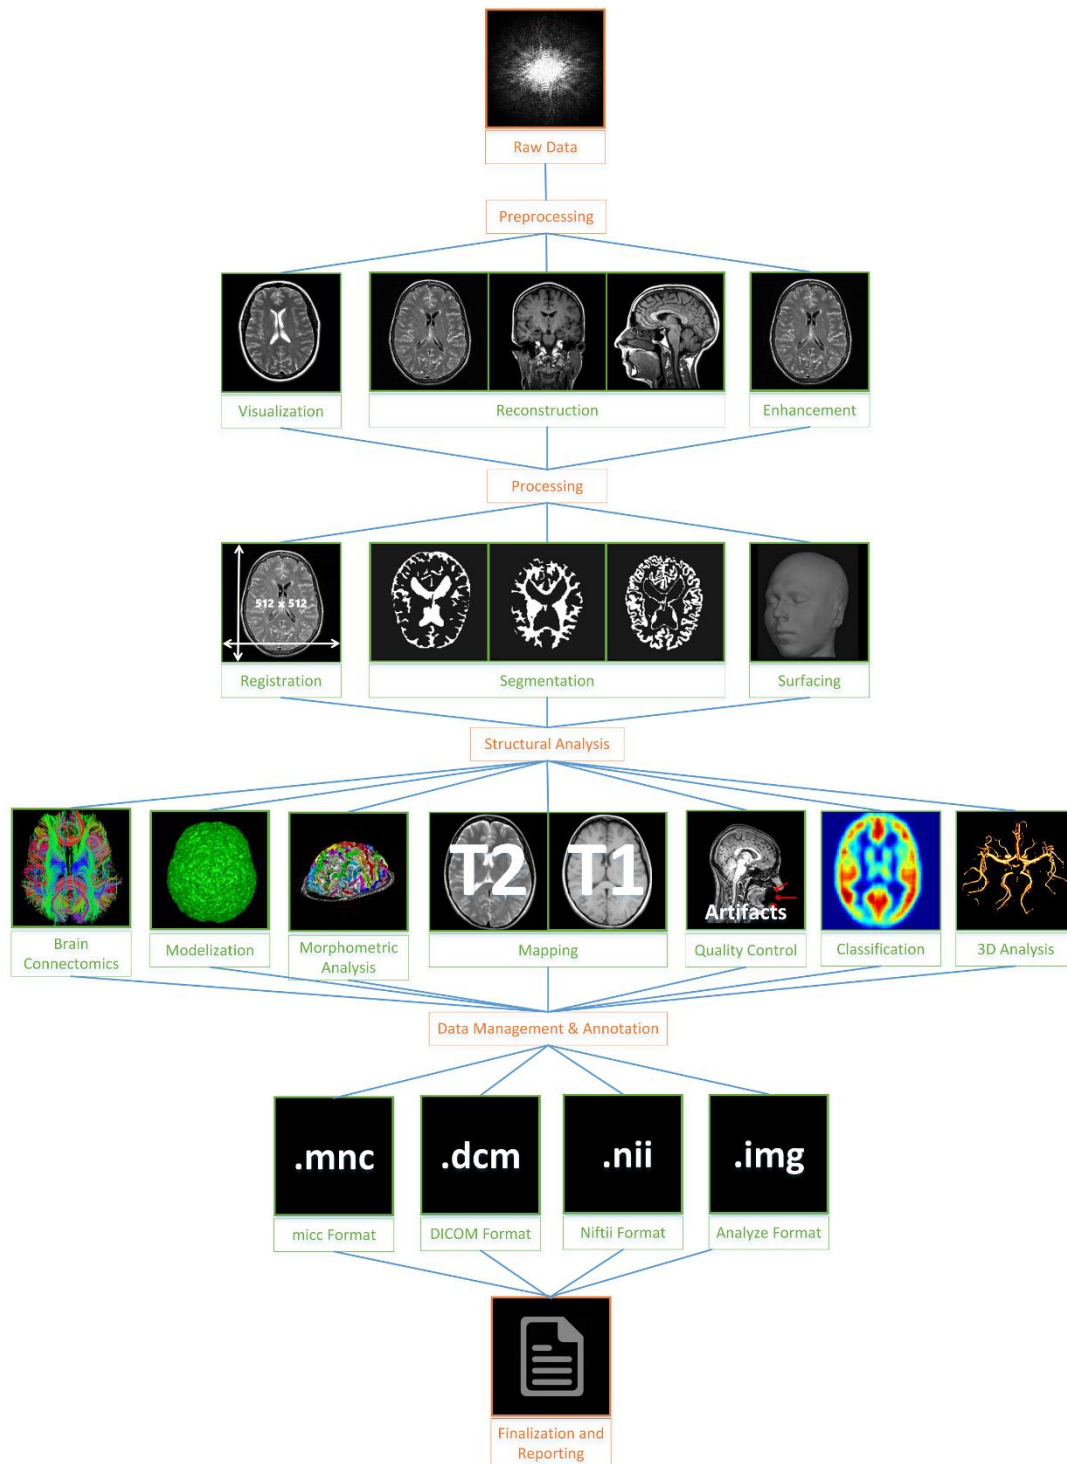 Raw Data
Preprocessing
Visualization
Reconstruction
Enhancement
Processing
512 x 512
Registration
Segmentation
Surfacing
Structural Analysis
T2
T1
Artifacts
Brain
Connectomics
Modelization
Morphometric
Analysis
Mapping
Quality Control
Classification
3D Analysis
Data Management & Annotation
.mnc
.dcm
.nii
.img
micc Format
DICOM Format
Niftii Format
Analyze Format
Finalization and
Reporting